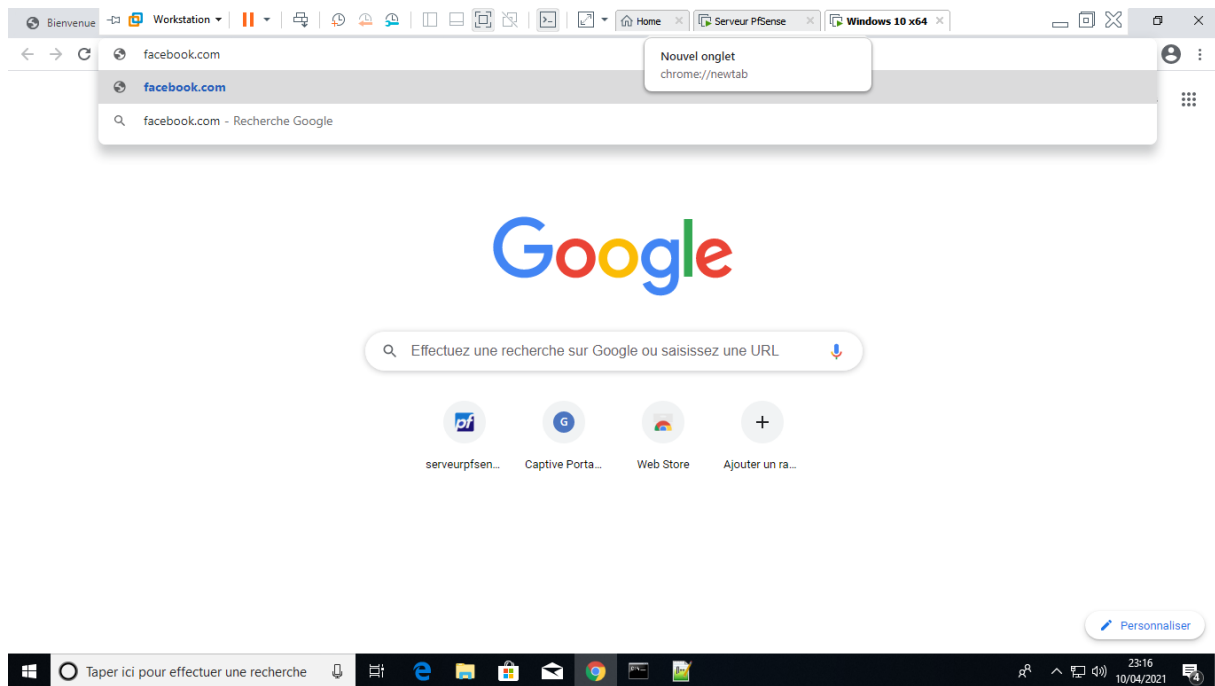 Bienvenue Workstation Home × Serveur PfSense × Windows 10 x64 ×
facebook.com
Nouvel onglet
chrome://newtab
facebook.com
facebook.com - Recherche Google
Google
Effectuez une recherche sur Google ou saisissez une URL
pf G
serveurpfsen... Captive Porta... Web Store Ajouter un ra...
Personnaliser
Taper ici pour effectuer une recherche
23:16
10/04/2021
4